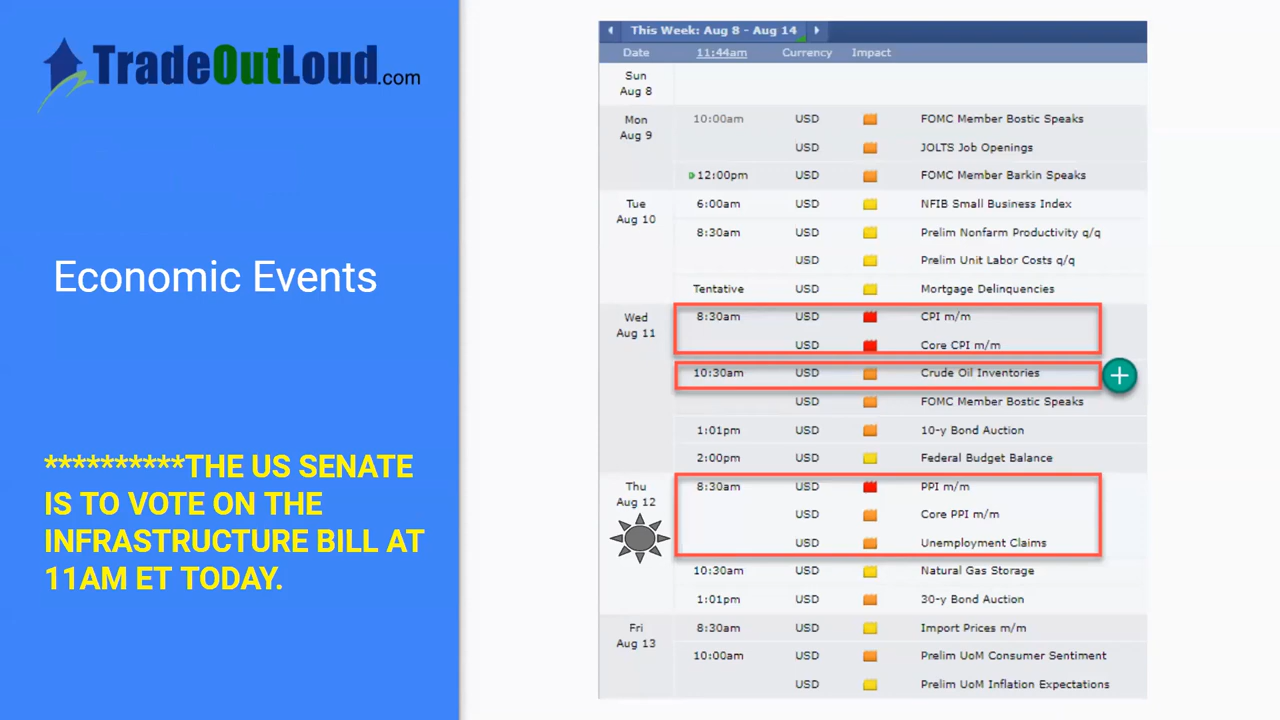 TradeOutLoud.com
Economic Events
**********THE US SENATE
IS TO VOTE ON THE
INFRASTRUCTURE BILL AT
11AM ET TODAY.
This Week: Aug 8 - Aug 14
Date 11:44am Currency Impact
Sun
Aug 8
Mon
Aug 9
10:00am USD FOMC Member Bostic Speaks
USD JOLTS Job Openings
12:00pm USD FOMC Member Barkin Speaks
Tue
Aug 10
6:00am USD NFIB Small Business Index
8:30am USD Prelim Nonfarm Productivity q/q
USD Prelim Unit Labor Costs q/q
Tentative USD Mortgage Delinquencies
Wed
Aug 11
8:30am USD CPI m/m
USD Core CPI m/m
10:30am USD Crude Oil Inventories
USD FOMC Member Bostic Speaks
1:01pm USD 10-y Bond Auction
2:00pm USD Federal Budget Balance
Thu
Aug 12
8:30am USD PPI m/m
USD Core PPI m/m
USD Unemployment Claims
10:30am USD Natural Gas Storage
1:01pm USD 30-y Bond Auction
Fri
Aug 13
8:30am USD Import Prices m/m
10:00am USD Prelim UoM Consumer Sentiment
USD Prelim UoM Inflation Expectations